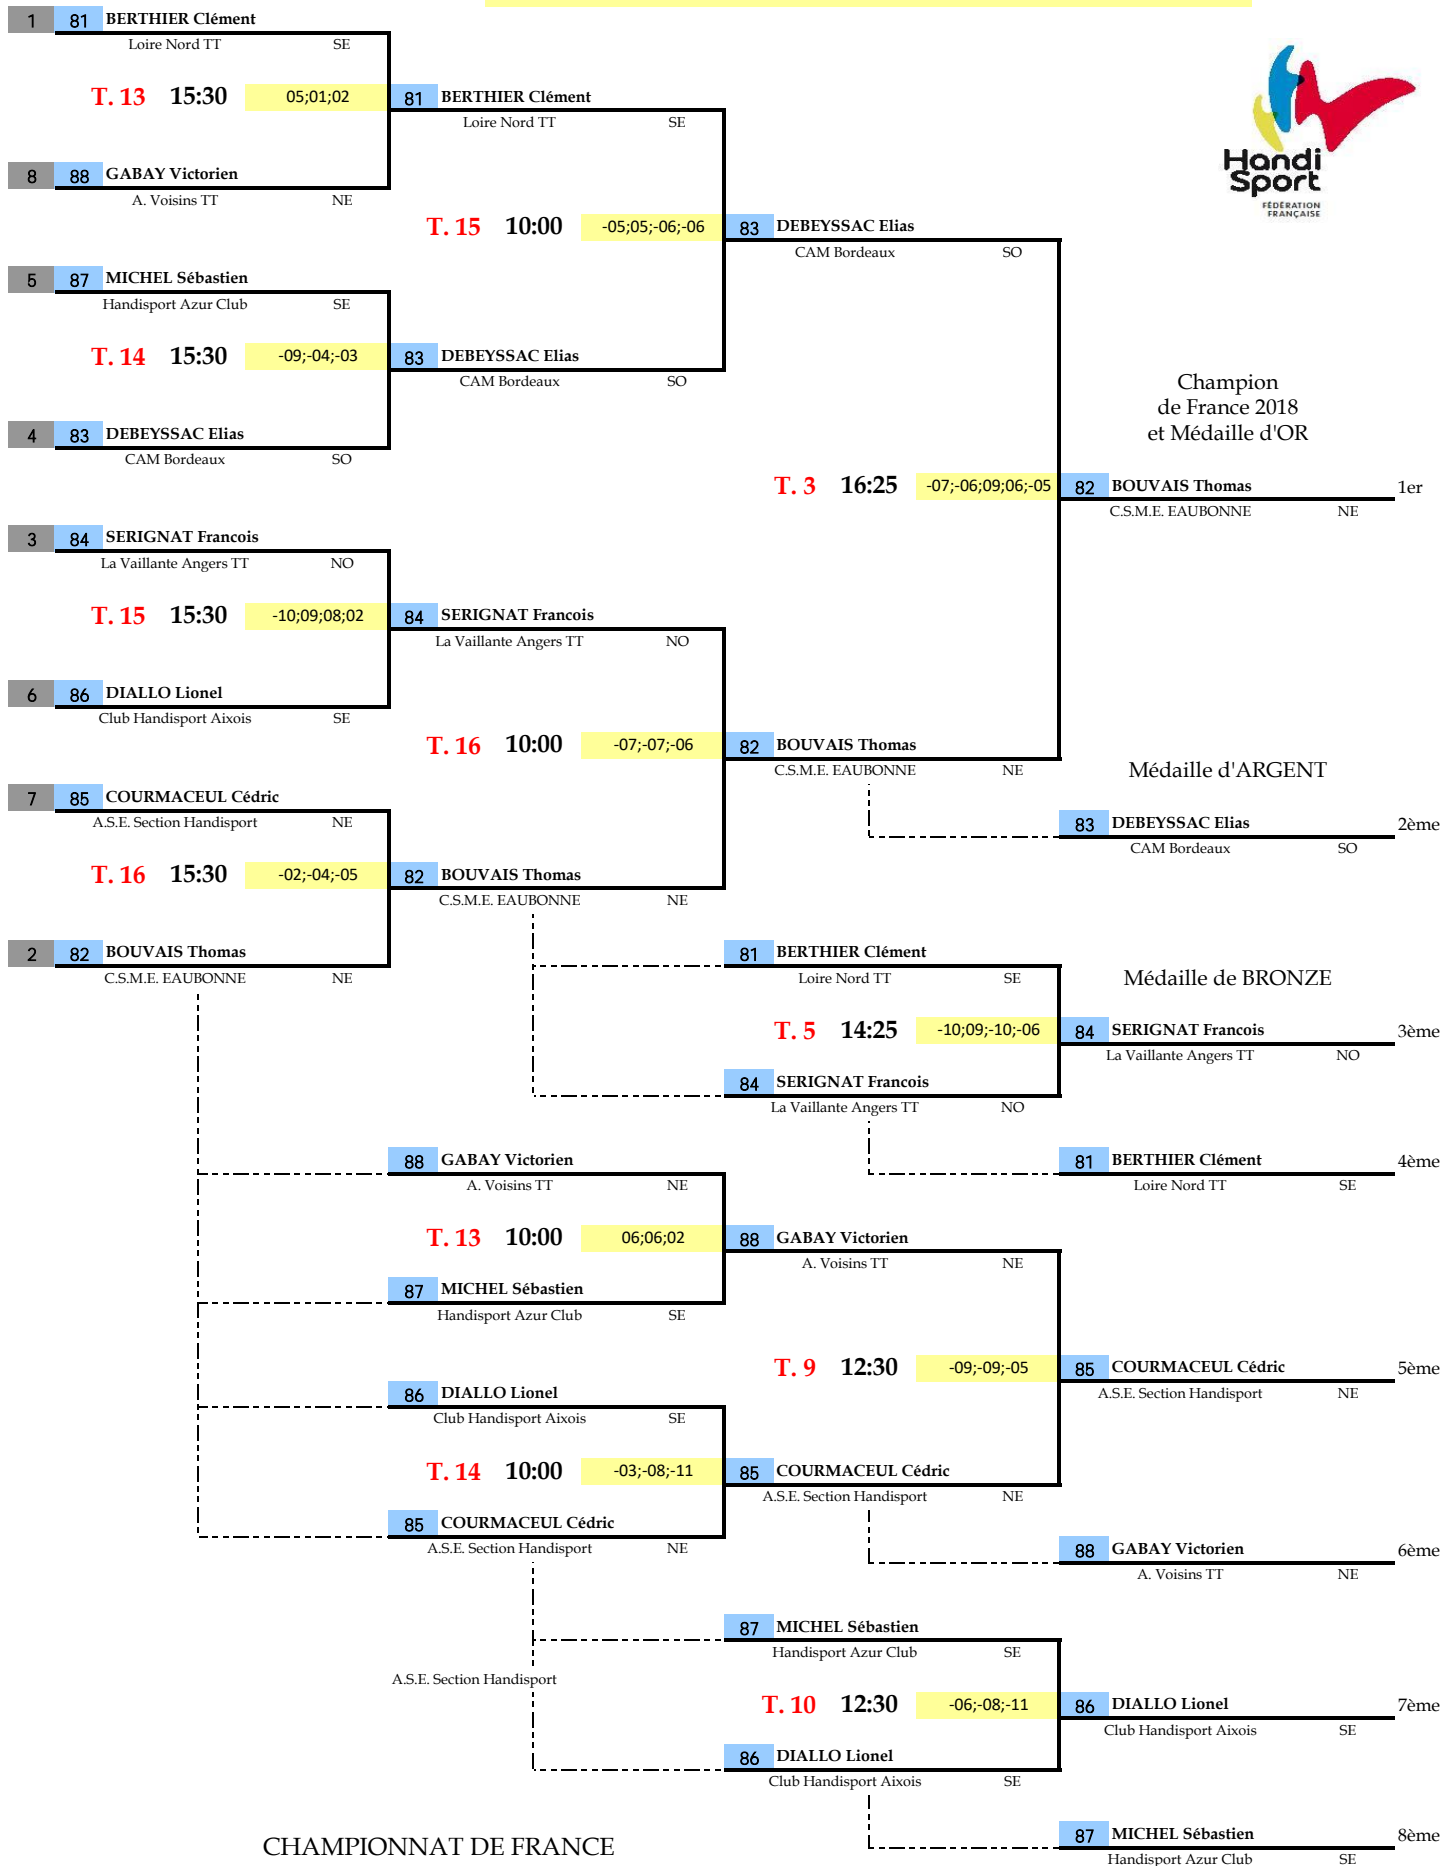 1 81 BERTHIER Clément
Loire Nord TT SE
T. 13 15:30 05;01;02 81 BERTHIER Clément
Loire Nord TT SE
8 88 GABAY Victorien
A. Voisins TT NE
Handi
Sport
FÉDÉRATION
FRANÇAISE
T. 15 10:00 -05;05;-06;-06 83 DEBEYSSAC Elias
CAM Bordeaux SO
5 87 MICHEL Sébastien
Handisport Azur Club SE
T. 14 15:30 -09;-04;-03 83 DEBEYSSAC Elias
CAM Bordeaux SO
Champion
de France 2018
et Médaille d'OR
4 83 DEBEYSSAC Elias
CAM Bordeaux SO
T. 3 16:25 -07;-06;09;06;-05 82 BOUVAIS Thomas 1er
C.S.M.E. EAUBONNE NE
3 84 SERIGNAT Francois
La Vaillante Angers TT NO
T. 15 15:30 -10;09;08;02 84 SERIGNAT Francois
La Vaillante Angers TT NO
6 86 DIALLO Lionel
Club Handisport Aixois SE
T. 16 10:00 -07;-07;-06 82 BOUVAIS Thomas
C.S.M.E. EAUBONNE NE
Médaille d'ARGENT
7 85 COURMACEUL Cédric
A.S.E. Section Handisport NE
83 DEBEYSSAC Elias 2ème
CAM Bordeaux SO
T. 16 15:30 -02;-04;-05 82 BOUVAIS Thomas
C.S.M.E. EAUBONNE NE
2 82 BOUVAIS Thomas
C.S.M.E. EAUBONNE NE
81 BERTHIER Clément
Loire Nord TT SE
Médaille de BRONZE
T. 5 14:25 -10;09;-10;-06 84 SERIGNAT Francois 3ème
La Vaillante Angers TT NO
84 SERIGNAT Francois
La Vaillante Angers TT NO
88 GABAY Victorien
A. Voisins TT NE
81 BERTHIER Clément 4ème
Loire Nord TT SE
T. 13 10:00 06;06;02 88 GABAY Victorien
A. Voisins TT NE
87 MICHEL Sébastien
Handisport Azur Club SE
T. 9 12:30 -09;-09;-05 85 COURMACEUL Cédric 5ème
A.S.E. Section Handisport NE
86 DIALLO Lionel
Club Handisport Aixois SE
T. 14 10:00 -03;-08;-11 85 COURMACEUL Cédric
A.S.E. Section Handisport NE
85 COURMACEUL Cédric
A.S.E. Section Handisport NE
88 GABAY Victorien 6ème
A. Voisins TT NE
87 MICHEL Sébastien
Handisport Azur Club SE
A.S.E. Section Handisport
T. 10 12:30 -06;-08;-11 86 DIALLO Lionel 7ème
Club Handisport Aixois SE
86 DIALLO Lionel
Club Handisport Aixois SE
CHAMPIONNAT DE FRANCE
87 MICHEL Sébastien 8ème
Handisport Azur Club SE